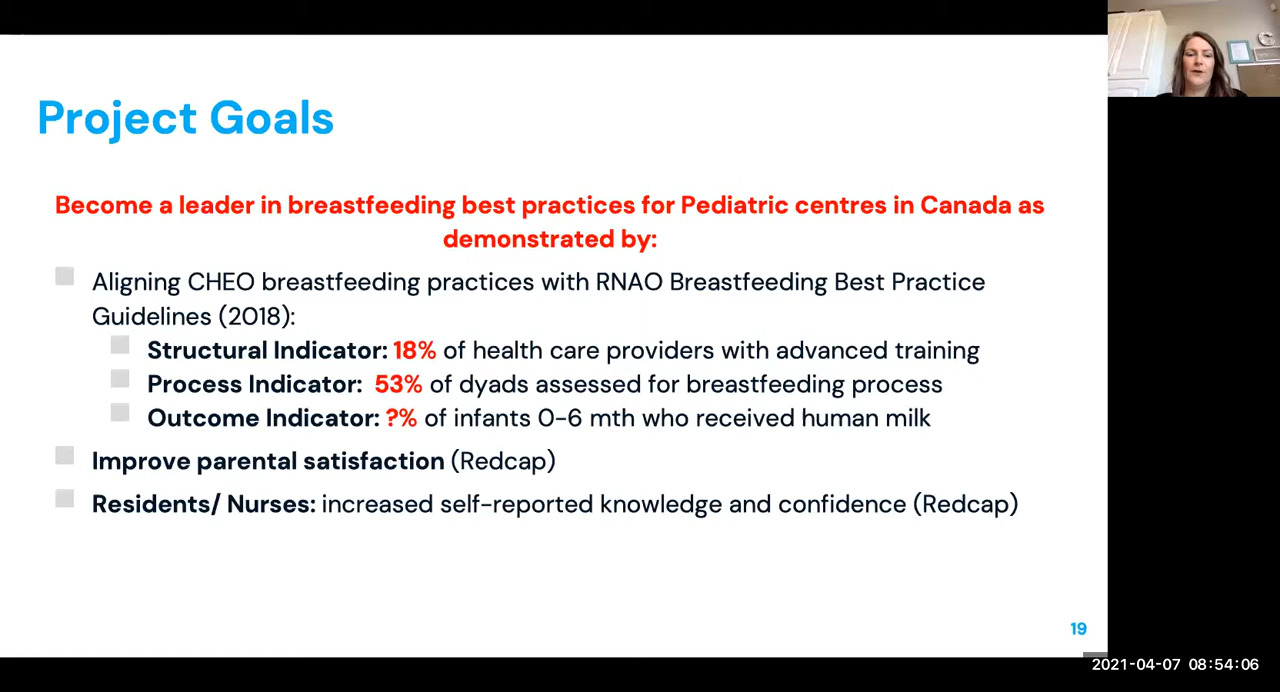 Project Goals
Become a leader in breastfeeding best practices for Pediatric centres in Canada as
demonstrated by:
Aligning CHEO breastfeeding practices with RNAO Breastfeeding Best Practice
Guidelines (2018):
Structural Indicator: 18% of health care providers with advanced training
Process Indicator: 53% of dyads assessed for breastfeeding process
Outcome Indicator: ?% of infants 0-6 mth who received human milk
Improve parental satisfaction (Redcap)
Residents/ Nurses: increased self-reported knowledge and confidence (Redcap)
19
2021-04-07 08:54:06